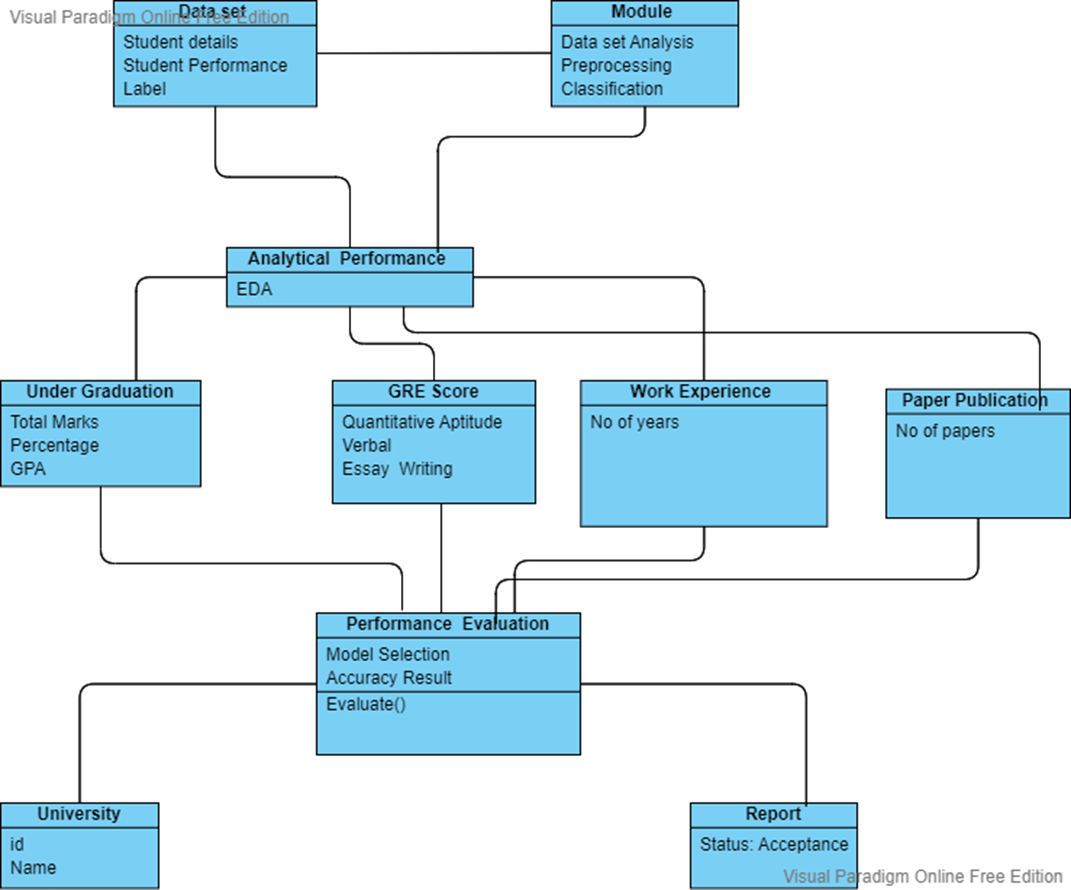 Visual Paradigm Online Free Edition
Data set
Student details
Student Performance
Label
Module
Data set Analysis
Preprocessing
Classification
Analytical  Performance
EDA
Under Graduation
Total Marks
Percentage
GPA
GRE Score
Quantitative Aptitude
Verbal
Essay  Writing
Work Experience
No of years
Paper Publication
No of papers
Performance  Evaluation
Model Selection
Accuracy Result
Evaluate()
University
id
Name
Report
Status: Acceptance
Visual Paradigm Online Free Edition